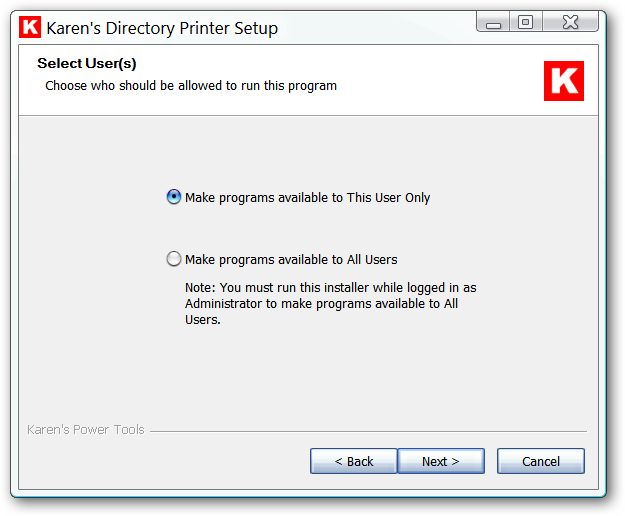 K Karen's Directory Printer Setup
Select User(s)
Choose who should be allowed to run this program
K
Make programs available to This User Only
Make programs available to All Users
Note: You must run this installer while logged in as
Administrator to make programs available to All
Users.
Karen's Power Tools
< Back Next > Cancel